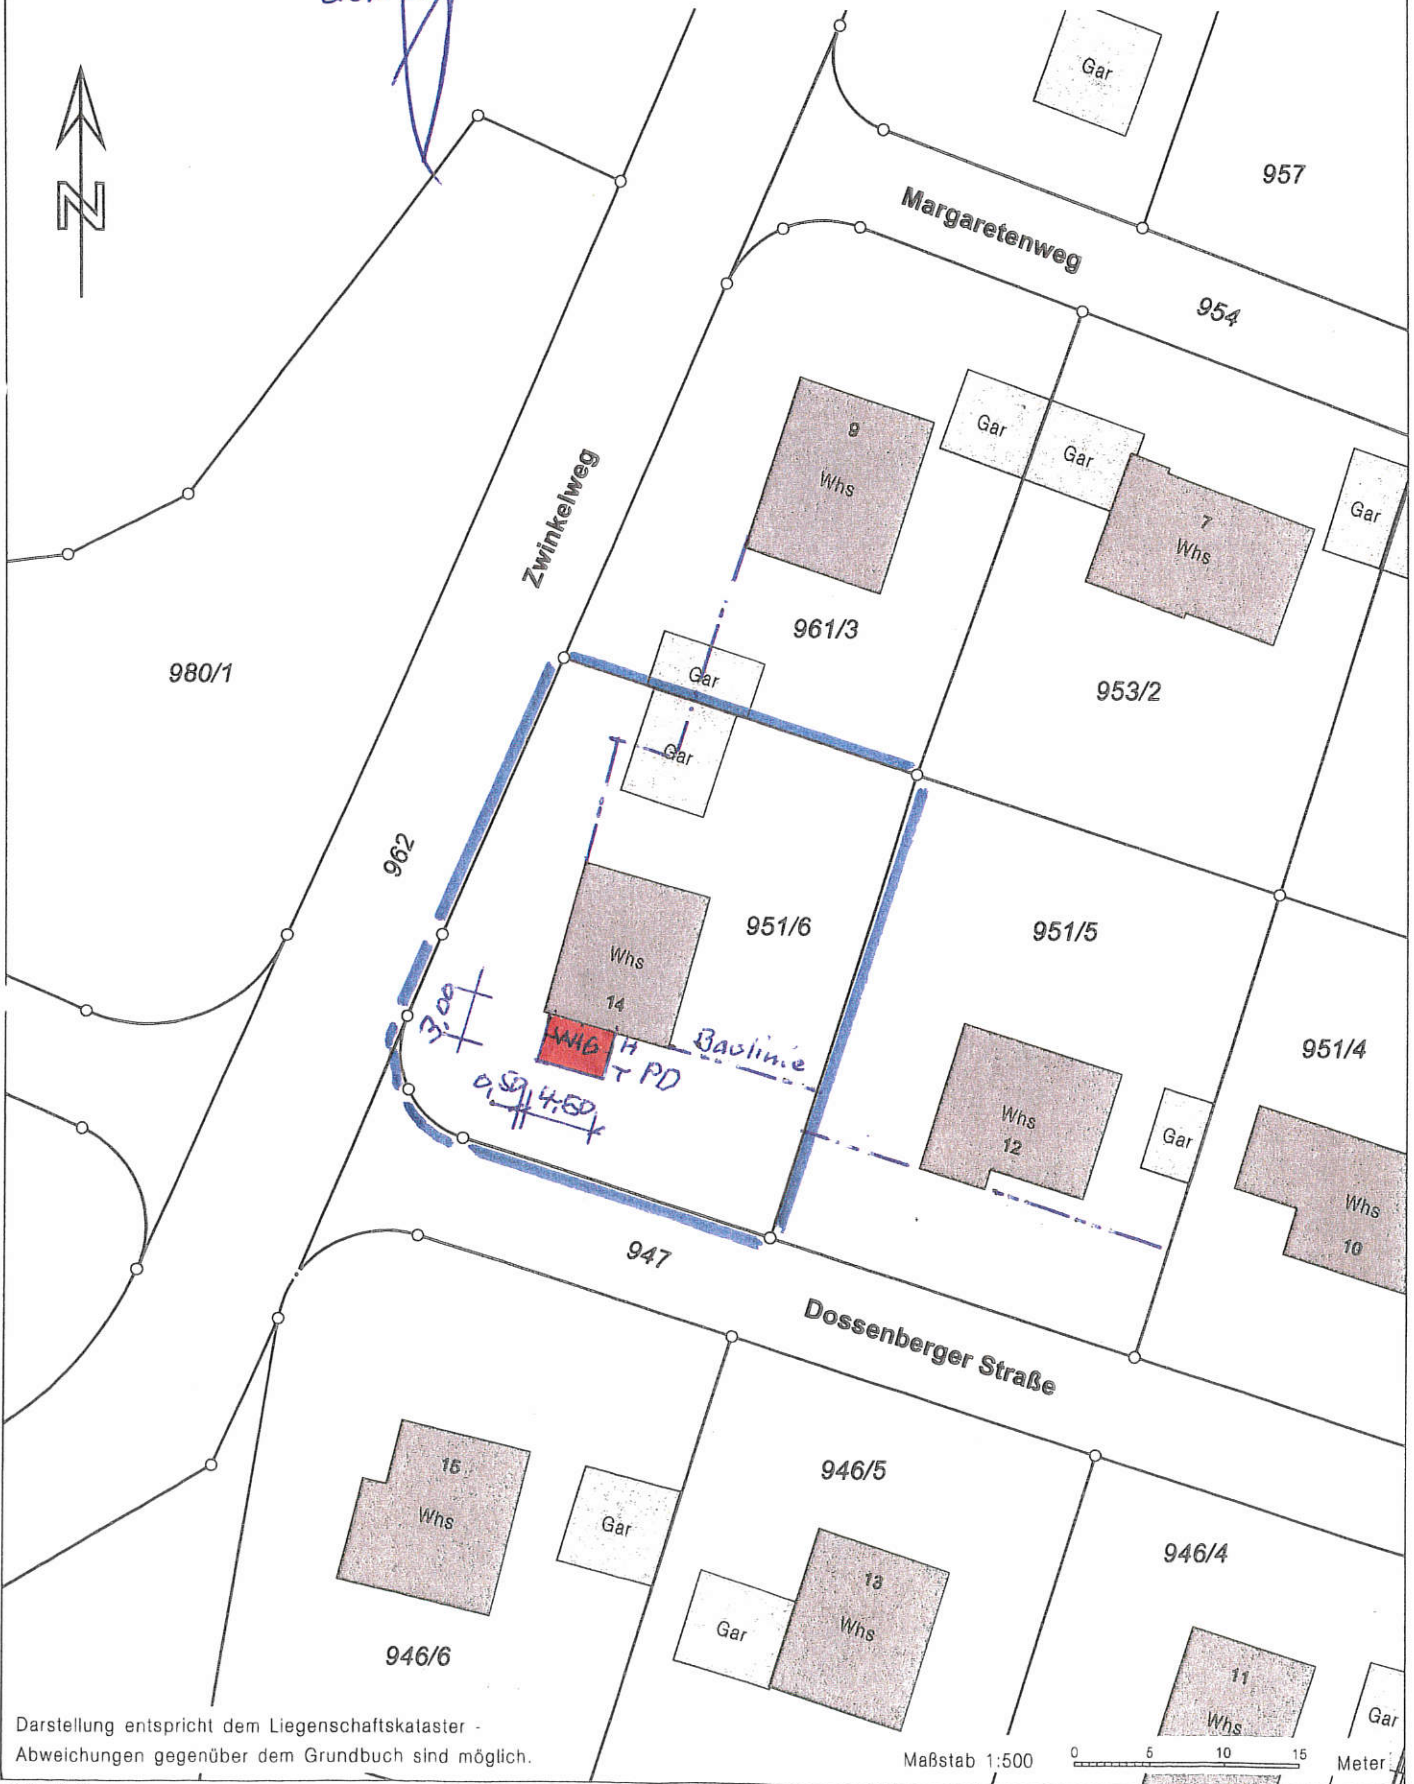 N
Gar
957
Margaretenweg
954
9
Whs
Gar
Gar
7
Whs
Gar
Zwinkelweg
961/3
980/1
Gar
953/2
Gar
962
951/6
951/5
Whs
14
3,00
WIG
H
T PD
Baulinie
951/4
0,50
4,60
Whs
12
Gar
Whs
10
947
Dossenberger Straße
15
Whs
Gar
946/5
946/4
13
Whs
Gar
946/6
11
Whs
Gar
Darstellung entspricht dem Liegenschaftskataster -
Abweichungen gegenüber dem Grundbuch sind möglich.
Maßstab 1:500
0 5 10 15
Meter